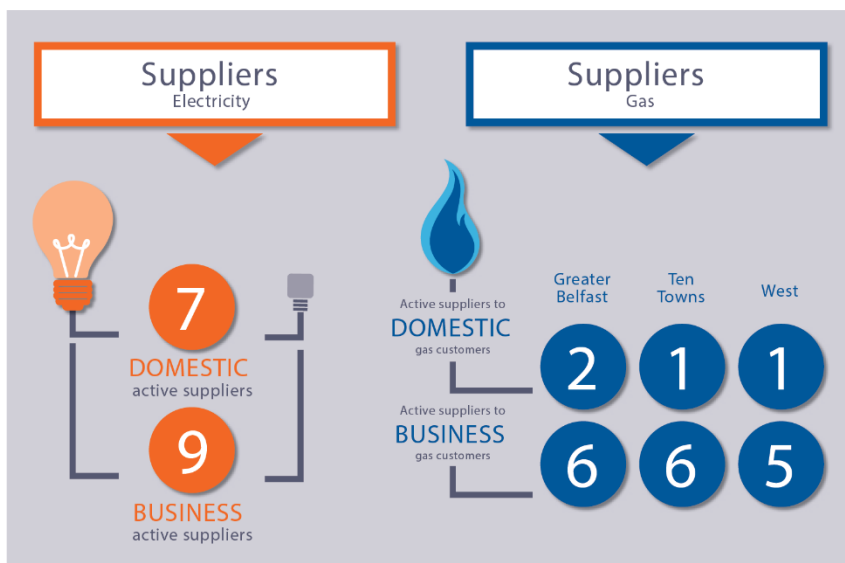 Suppliers
Electricity
7
DOMESTIC
active suppliers
9
BUSINESS
active suppliers
Suppliers
Gas
Greater
Belfast
Ten
Towns
West
Active suppliers to
DOMESTIC
gas customers
2 1 1
Active suppliers to
BUSINESS
gas customers
6 6 5